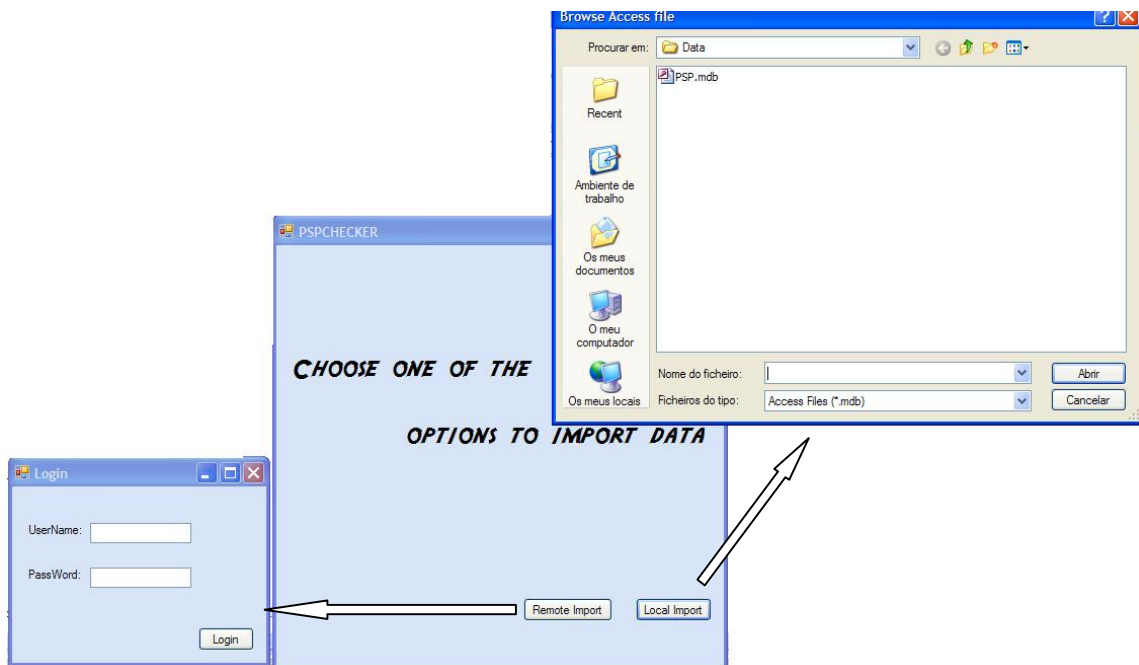 Browse Access file
Procurar em: Data
PSP.mdb
Recent
Ambiente de
trabalho
Os meus
documentos
O meu
computador
Os meus locais
Nome do ficheiro:
Abrir
Ficheiros do tipo: Access Files (*.mdb)
Cancelar
PSPCHECKER
CHOOSE ONE OF THE
OPTIONS TO IMPORT DATA
Remote Import
Local Import
Login
UserName:
PassWord:
Login